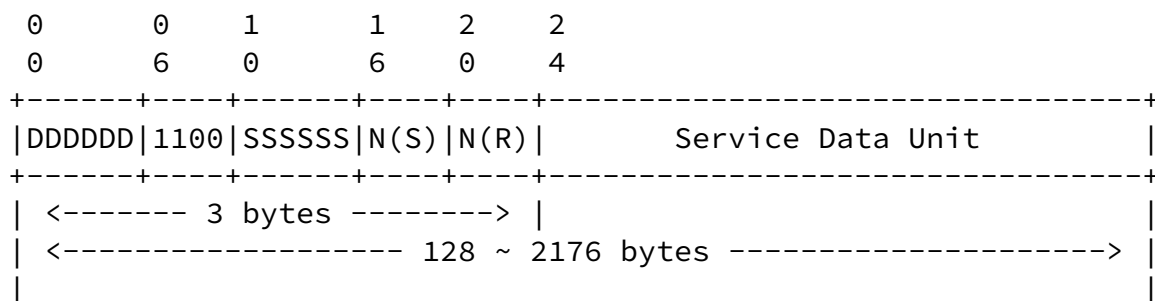 0      0   1      1   2   2
 0      6   0      6   0   4
+------+----+------+----+----+---------------------------------+
|DDDDDD|1100|SSSSSS|N(S)|N(R)|       Service Data Unit         |
+------+----+------+----+----+---------------------------------+
| <------- 3 bytes --------> |                                 |
| <------------------- 128 ~ 2176 bytes ---------------------> |
|                                                              |